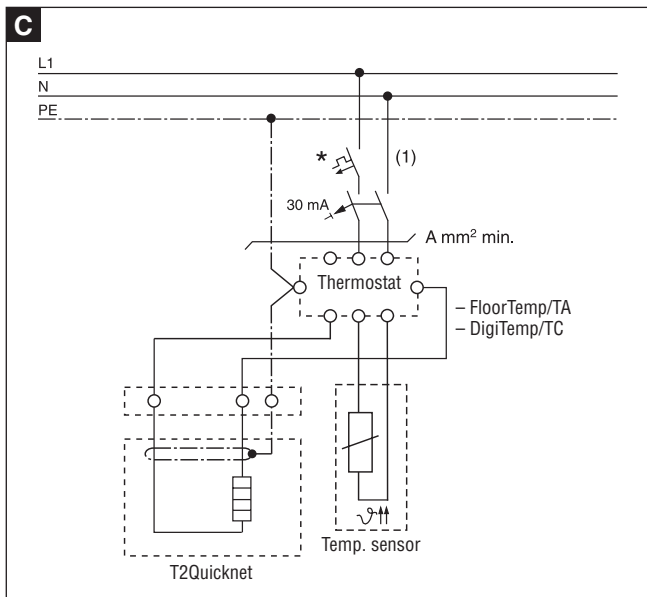 C
L1
N
PE
*
(1)
30 mA
A mm² min.
Thermostat
– FloorTemp/TA
– DigiTemp/TC
ϑ
Temp. sensor
T2Quicknet